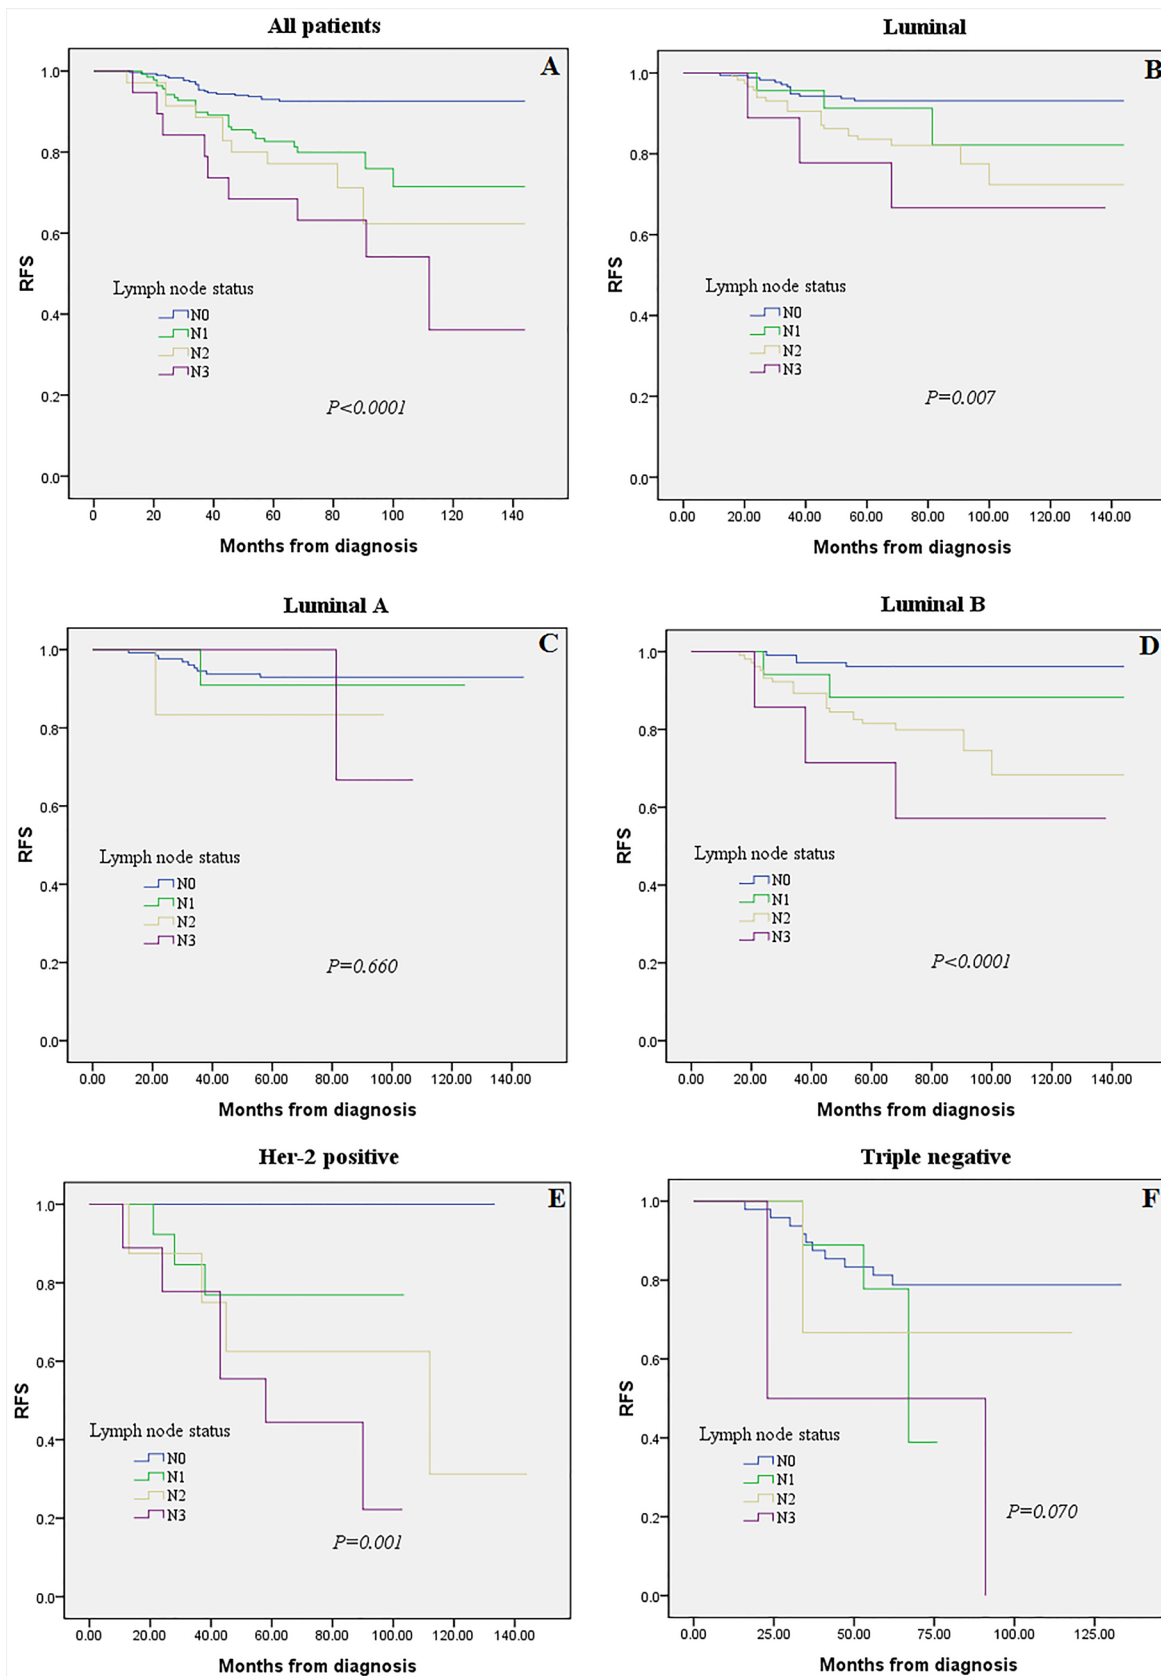 All patients
A
1.0
0.8
0.6
0.4
0.2
0.0
RFS
Lymph node status
N0
N1
N2
N3
P<0.0001
0 20 40 60 80 100 120 140
Months from diagnosis
Luminal
B
1.0
0.8
0.6
0.4
0.2
0.0
RFS
Lymph node status
N0
N1
N2
N3
P=0.007
0.00 20.00 40.00 60.00 80.00 100.00 120.00 140.00
Months from diagnosis
Luminal A
C
1.0
0.8
0.6
0.4
0.2
0.0
RFS
Lymph node status
N0
N1
N2
N3
P=0.660
0.00 20.00 40.00 60.00 80.00 100.00 120.00 140.00
Months from diagnosis
Luminal B
D
1.0
0.8
0.6
0.4
0.2
0.0
RFS
Lymph node status
N0
N1
N2
N3
P<0.0001
0.00 20.00 40.00 60.00 80.00 100.00 120.00 140.00
Months from diagnosis
Her-2 positive
E
1.0
0.8
0.6
0.4
0.2
0.0
RFS
Lymph node status
N0
N1
N2
N3
P=0.001
0.00 20.00 40.00 60.00 80.00 100.00 120.00 140.00
Months from diagnosis
Triple negative
F
1.0
0.8
0.6
0.4
0.2
0.0
RFS
Lymph node status
N0
N1
N2
N3
P=0.070
0.00 25.00 50.00 75.00 100.00 125.00
Months from diagnosis